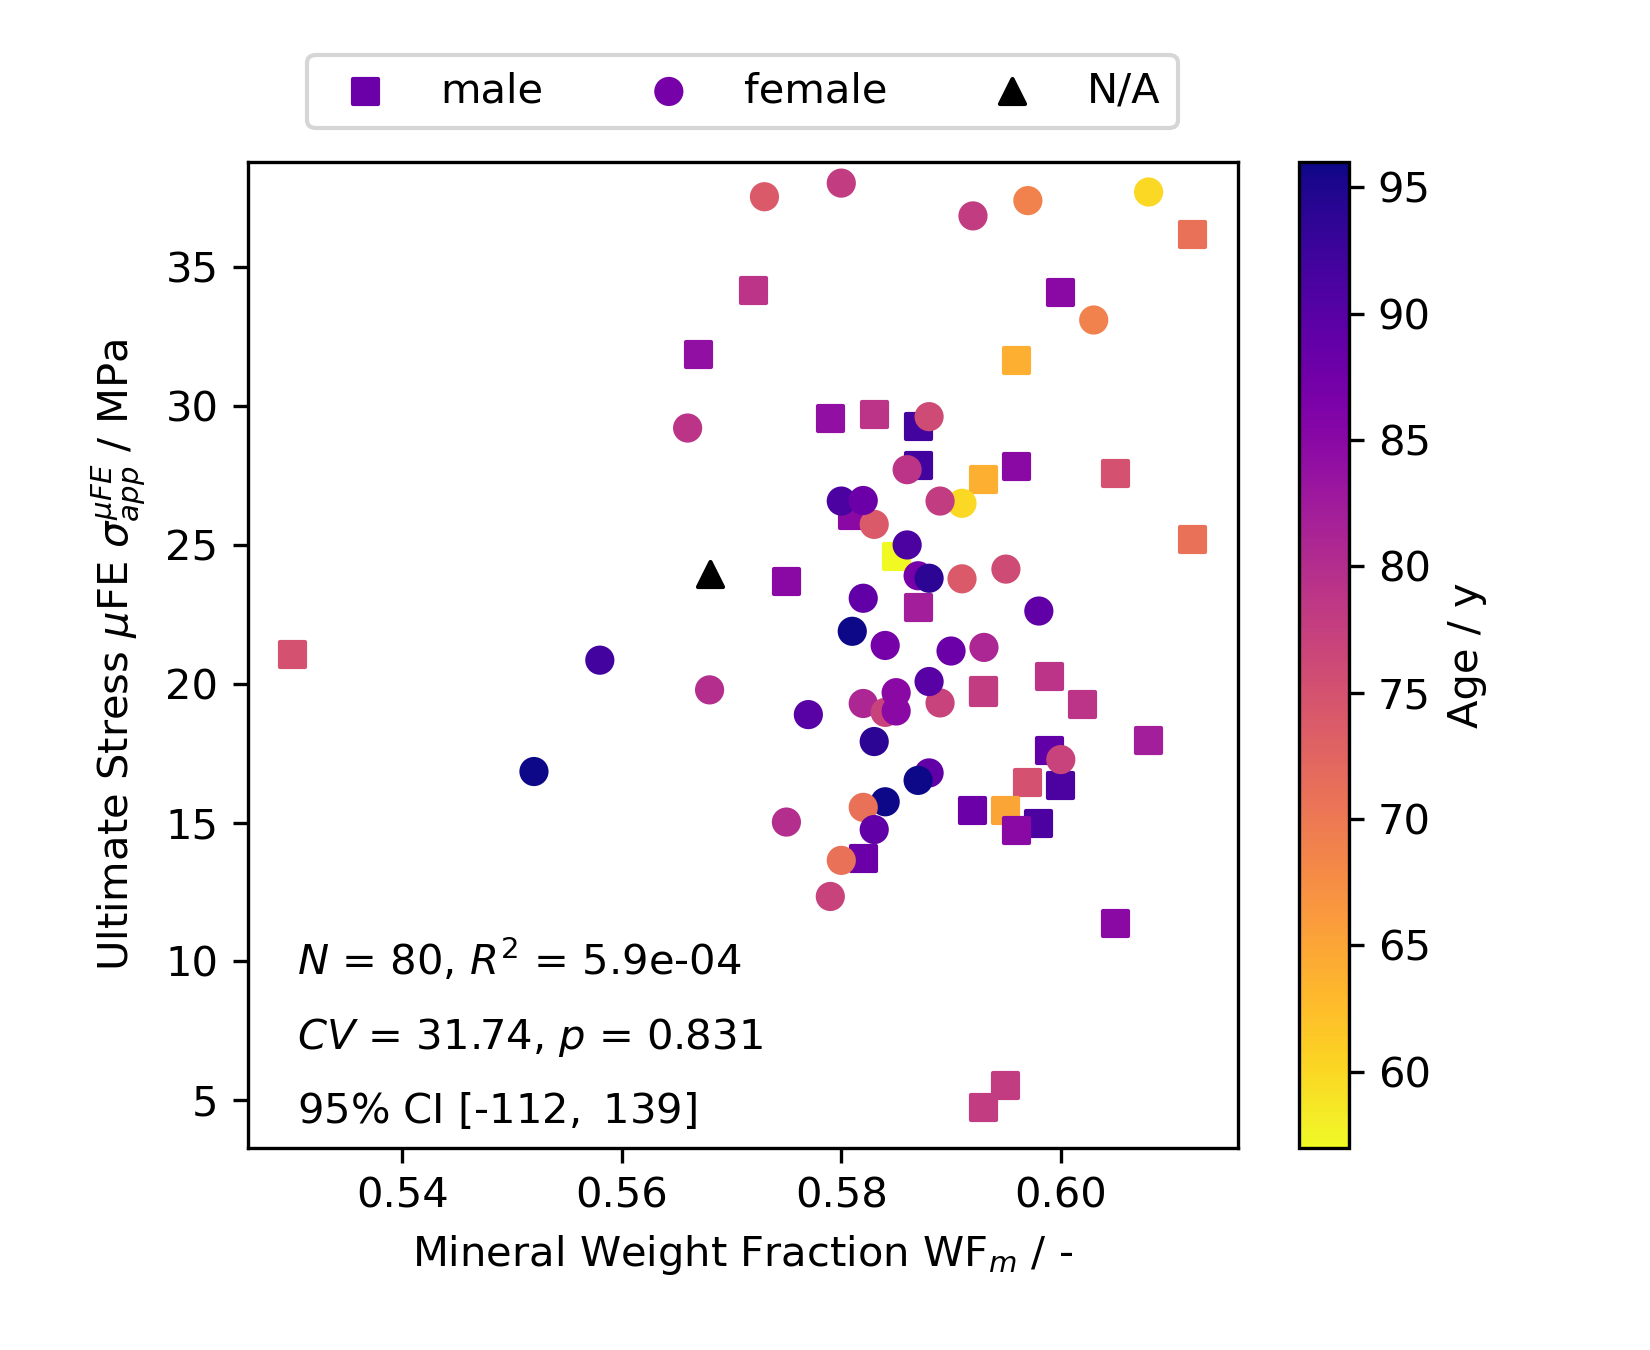 male female N/A
35
30
25
20
15
10
5
Ultimate Stress μFE σ_app^μFE / MPa
N = 80, R² = 5.9e-04
CV = 31.74, p = 0.831
95% CI [-112, 139]
0.54 0.56 0.58 0.60
Mineral Weight Fraction WFₘ / -
95
90
85
80
75
70
65
60
Age / y